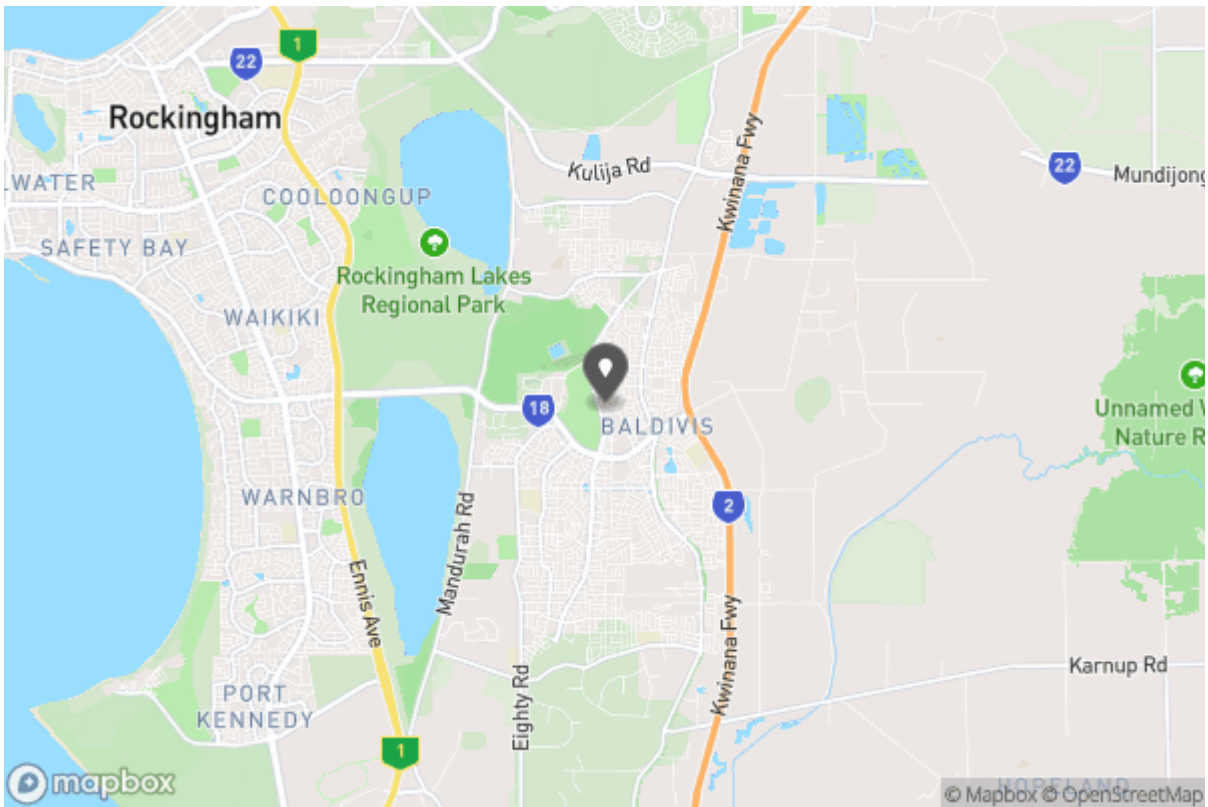 1
22
Rockingham
Kulija Rd
Kwinana Fwy
22
Mundijong
LWATER
COOLOONGUP
SAFETY BAY
Rockingham Lakes
Regional Park
WAIKIKI
18
BALDIVIS
Unnamed W
Nature R
WARNBRO
2
Mandurah Rd
Ennis Ave
Kwinana Fwy
Karnup Rd
Eighty Rd
PORT
KENNEDY
1
mapbox
HOPELAND
© Mapbox © OpenStreetMap